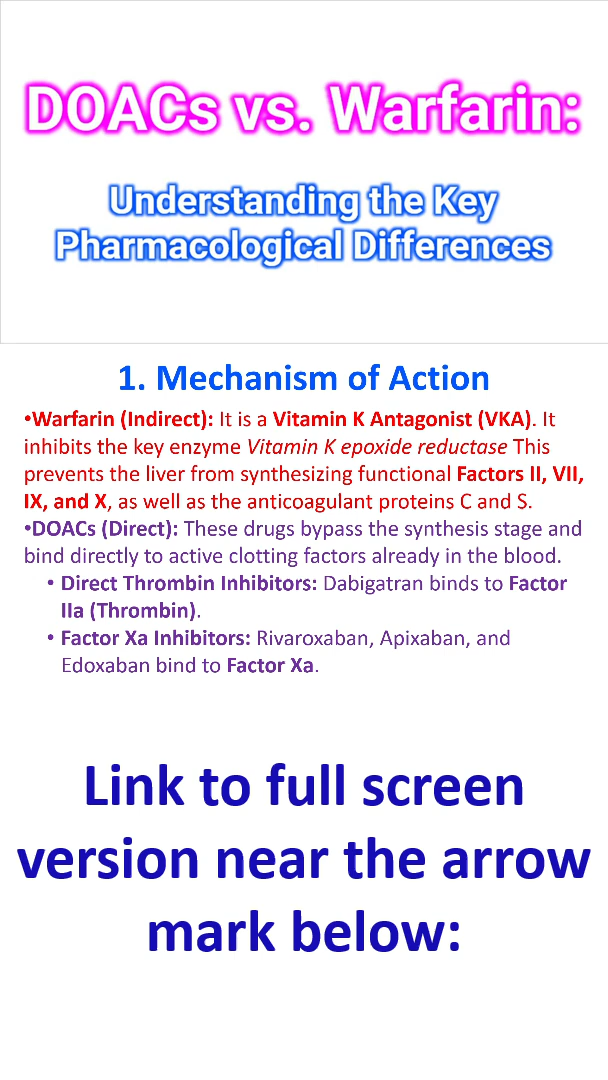 DOACs vs. Warfarin:
Understanding the Key
Pharmacological Differences
1. Mechanism of Action
•Warfarin (Indirect): It is a Vitamin K Antagonist (VKA). It
inhibits the key enzyme Vitamin K epoxide reductase This
prevents the liver from synthesizing functional Factors II, VII,
IX, and X, as well as the anticoagulant proteins C and S.
•DOACs (Direct): These drugs bypass the synthesis stage and
bind directly to active clotting factors already in the blood.
• Direct Thrombin Inhibitors: Dabigatran binds to Factor
IIa (Thrombin).
• Factor Xa Inhibitors: Rivaroxaban, Apixaban, and
Edoxaban bind to Factor Xa.
Link to full screen
version near the arrow
mark below: